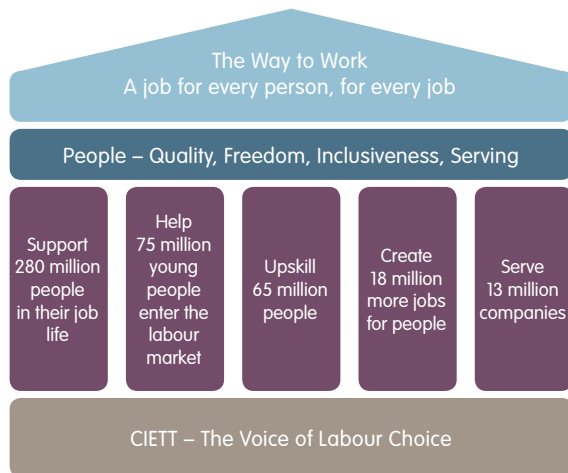 The Way to Work
A job for every person, for every job
People – Quality, Freedom, Inclusiveness, Serving
Support
280 million
people
in their job
life
Help
75 million
young
people
enter the
labour
market
Upskill
65 million
people
Create
18 million
more jobs
for people
Serve
13 million
companies
CIETT – The Voice of Labour Choice